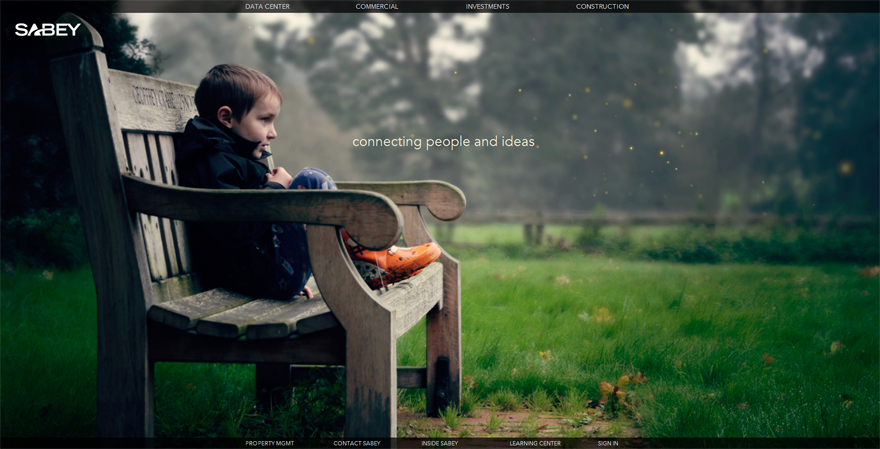 DATA CENTER COMMERCIAL INVESTMENTS CONSTRUCTION
SABEY
connecting people and ideas
PROPERTY MGMT CONTACT SABEY INSIDE SABEY LEARNING CENTER SIGN IN